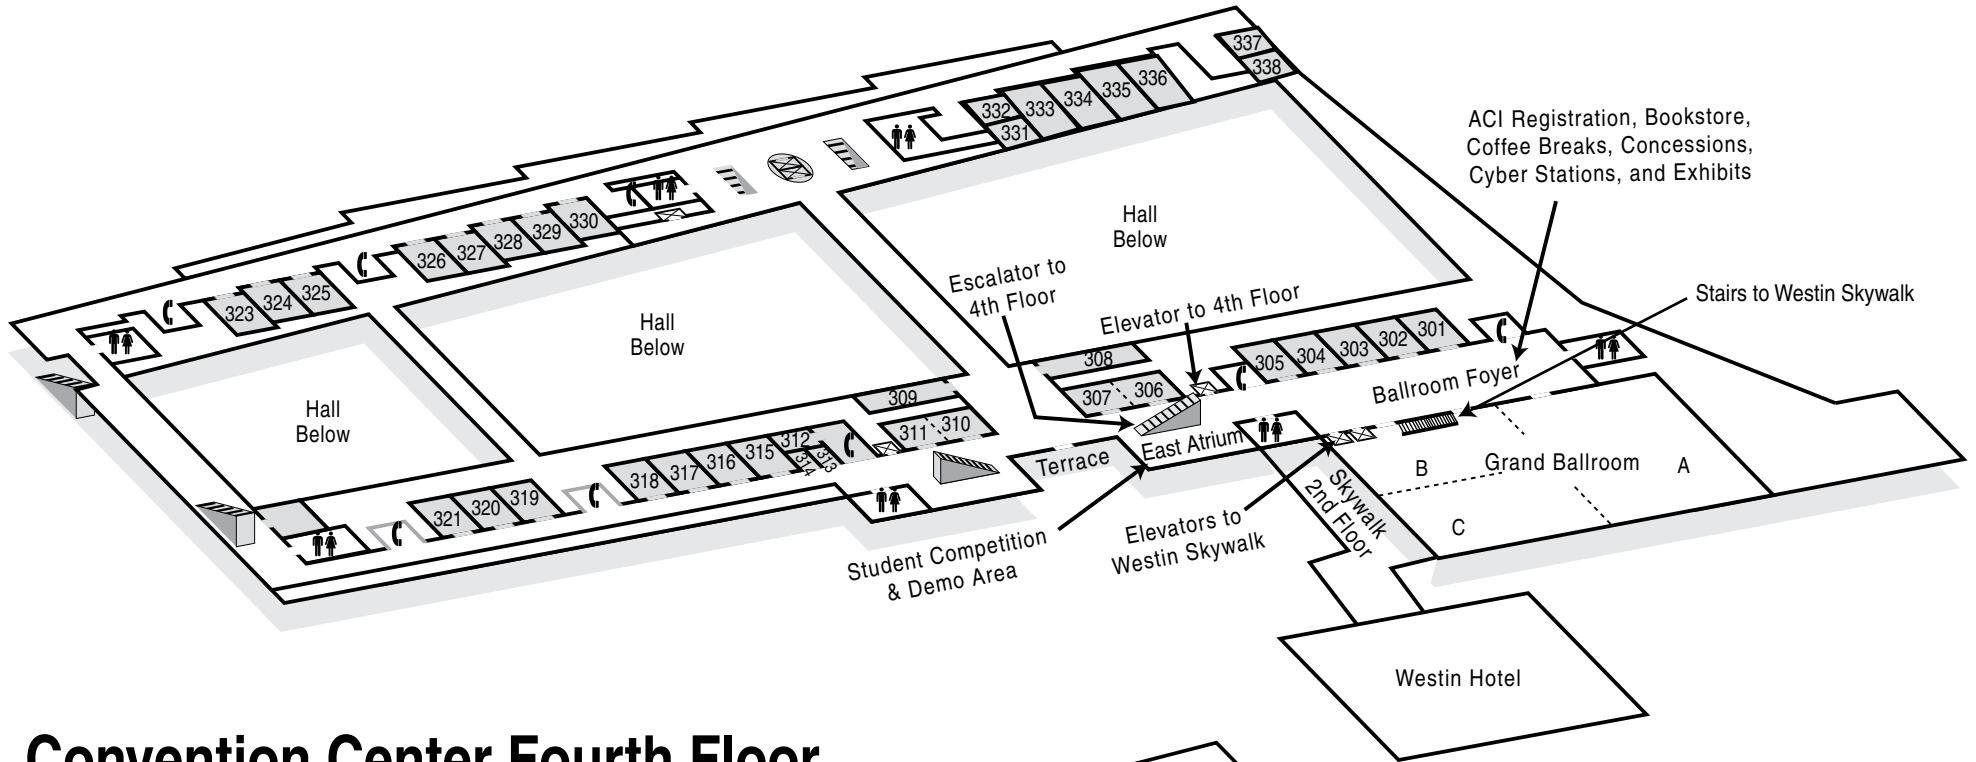 337
338
336
335
334
333
332
331
ACI Registration, Bookstore,
Coffee Breaks, Concessions,
Cyber Stations, and Exhibits
Hall
Below
330
329
328
327
326
325
324
323
Escalator to
4th Floor
Elevator to 4th Floor
Stairs to Westin Skywalk
Hall
Below
301
302
303
304
305
308
306
307
Ballroom Foyer
309
310
311
Hall
Below
312
313
314
315
316
317
318
319
320
321
East Atrium
Terrace
B
Grand Ballroom
A
C
Skywalk
2nd Floor
Elevators to
Westin Skywalk
Student Competition
& Demo Area
Westin Hotel
Convention Center Fourth Floor